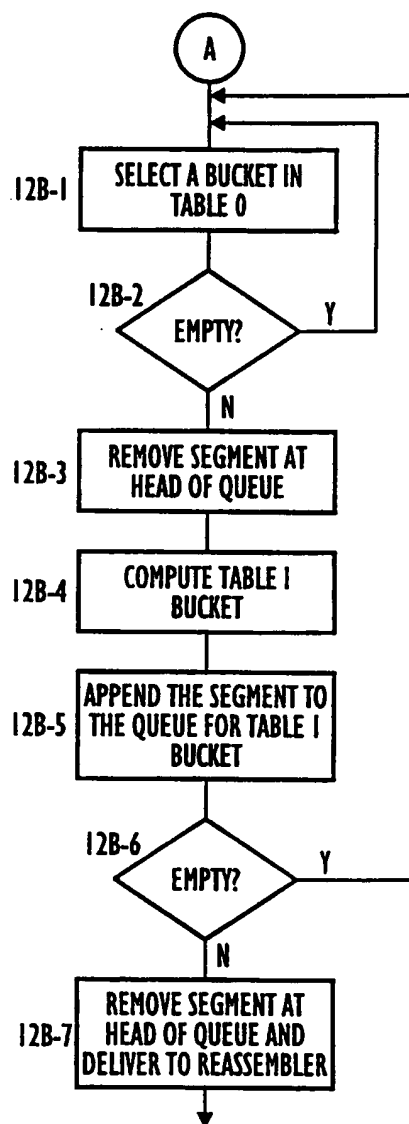 A
12B-1
SELECT A BUCKET IN
TABLE 0
12B-2
EMPTY?
Y
N
12B-3
REMOVE SEGMENT AT
HEAD OF QUEUE
12B-4
COMPUTE TABLE 1
BUCKET
12B-5
APPEND THE SEGMENT TO
THE QUEUE FOR TABLE 1
BUCKET
12B-6
EMPTY?
Y
N
12B-7
REMOVE SEGMENT AT
HEAD OF QUEUE AND
DELIVER TO REASSEMBLER